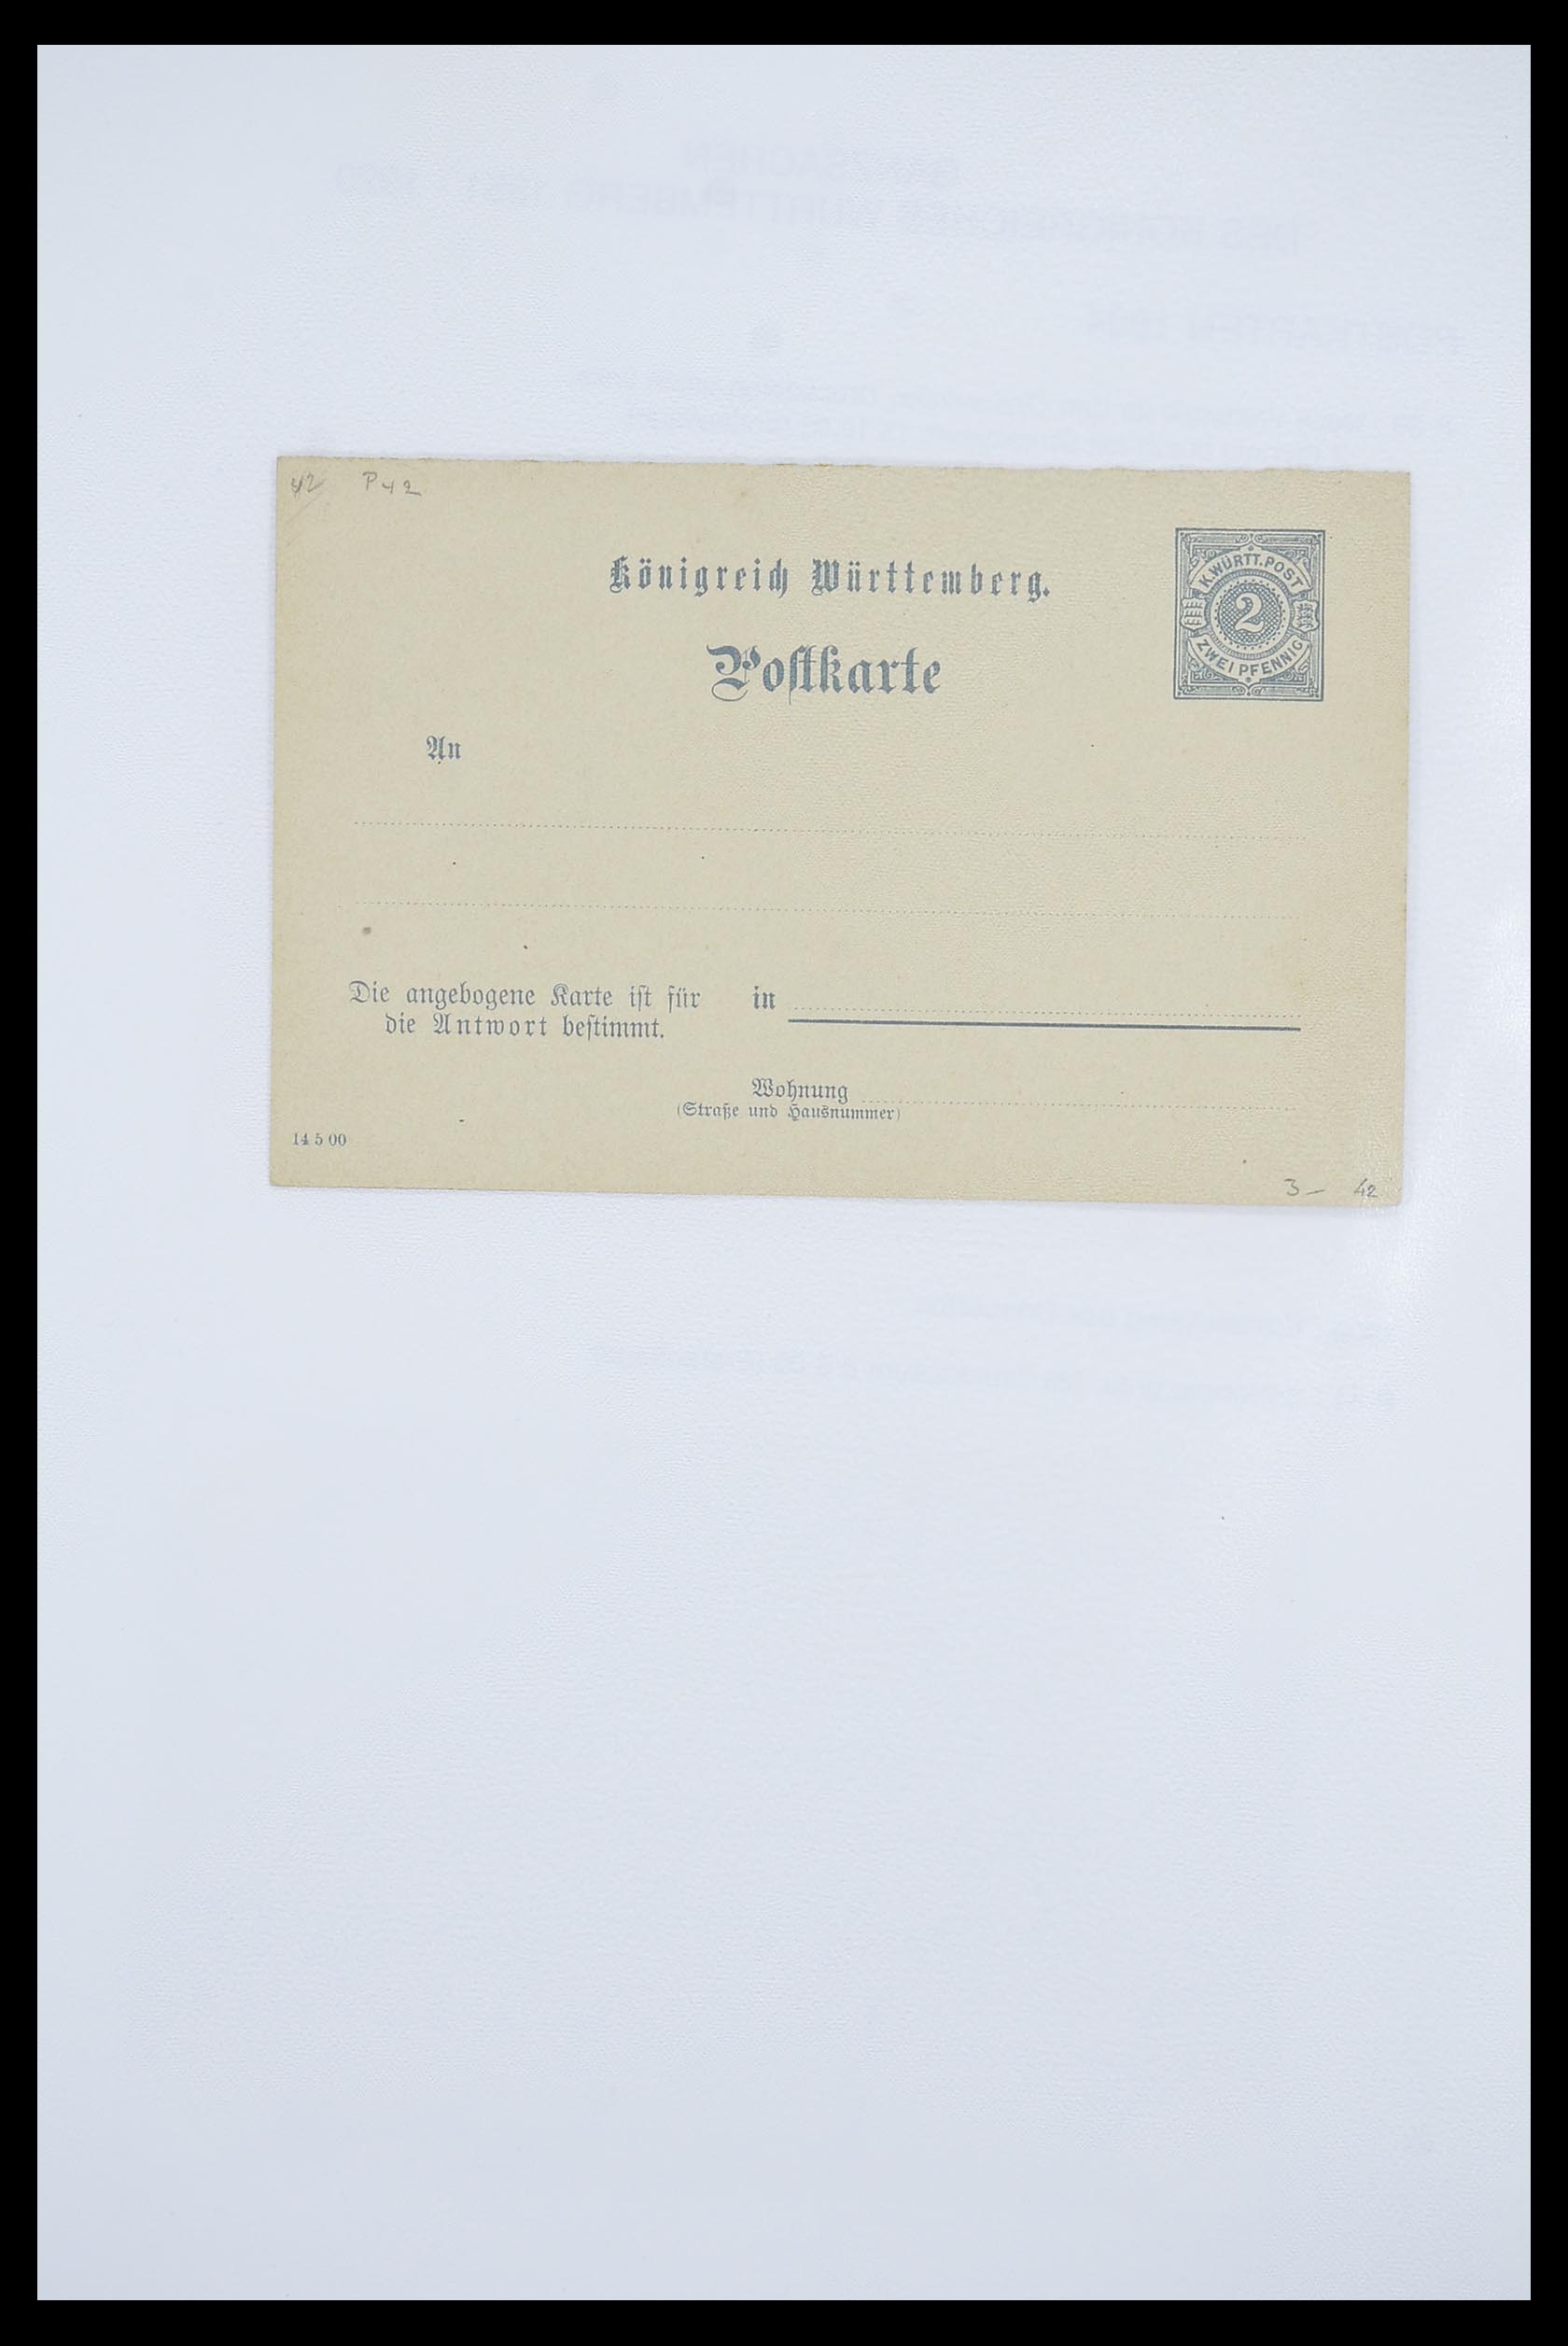 42 P42
Königreich Württemberg.
Postkarte
K.WÜRTT.POST
2
ZWEI PFENNIG
An
Die angebogene Karte ist für
die Antwort bestimmt.
in
Wohnung
(Straße und Hausnummer)
14 5 00
3 – 42